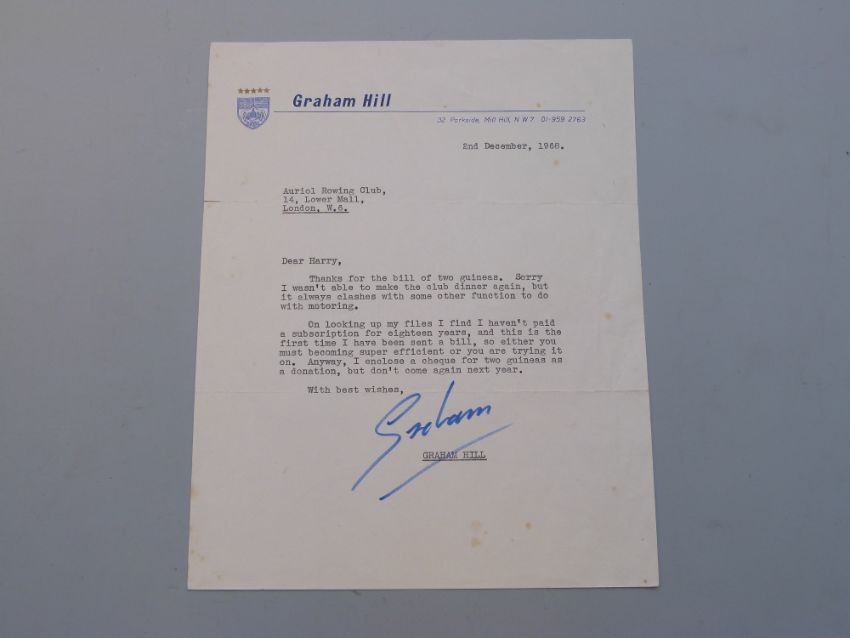 Graham Hill
32 Parkside, Mill Hill, N W 7. 01-959 2763
2nd December, 1968.
Auriol Rowing Club,
14, Lower Mall,
London, W.6.
Dear Harry,
Thanks for the bill of two guineas. Sorry
I wasn't able to make the club dinner again, but
it always clashes with some other function to do
with motoring.
On looking up my files I find I haven't paid
a subscription for eighteen years, and this is the
first time I have been sent a bill, so either you
must becoming super efficient or you are trying it
on. Anyway, I enclose a cheque for two guineas as
a donation, but don't come again next year.
With best wishes,
Graham
GRAHAM HILL